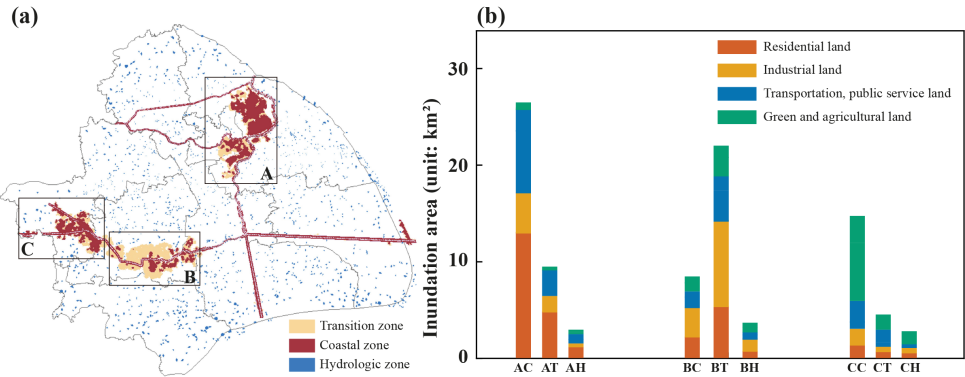 (a)
A
B
C
Transition zone
Coastal zone
Hydrologic zone
(b)
Inundation area (unit: km²)
30
20
10
0
Residential land
Industrial land
Transportation, public service land
Green and agricultural land
AC AT AH BC BT BH CC CT CH